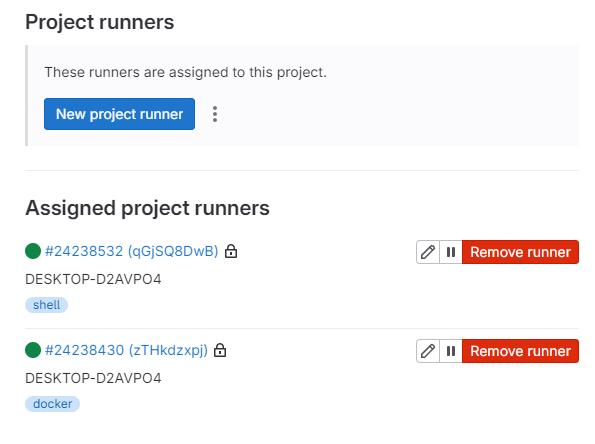 Project runners
These runners are assigned to this project.
New project runner
Assigned project runners
#24238532 (qGjSQ8DwB)
Remove runner
DESKTOP-D2AVPO4
shell
#24238430 (zTHkdzxpj)
Remove runner
DESKTOP-D2AVPO4
docker